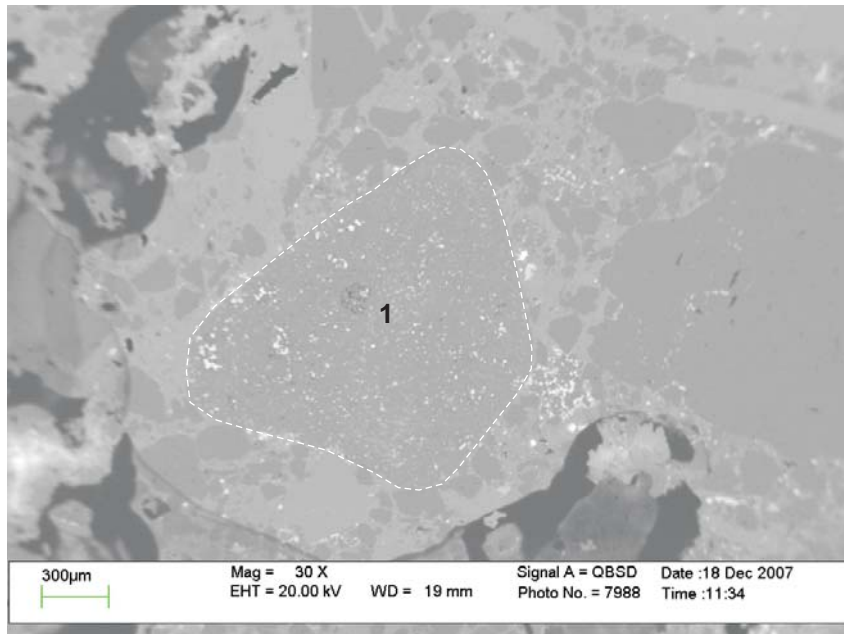 1
300µm
Mag = 30 X
EHT = 20.00 kV WD = 19 mm
Signal A = QBSD
Photo No. = 7988
Date :18 Dec 2007
Time :11:34